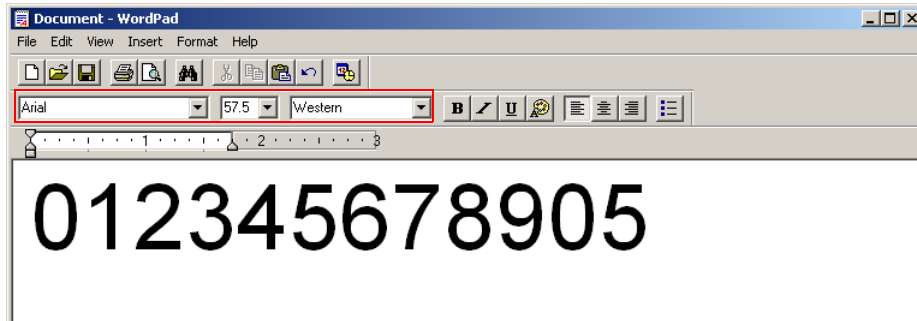 Document - WordPad
File Edit View Insert Format Help
Arial 57.5 Western B I U
1 2 3
012345678905